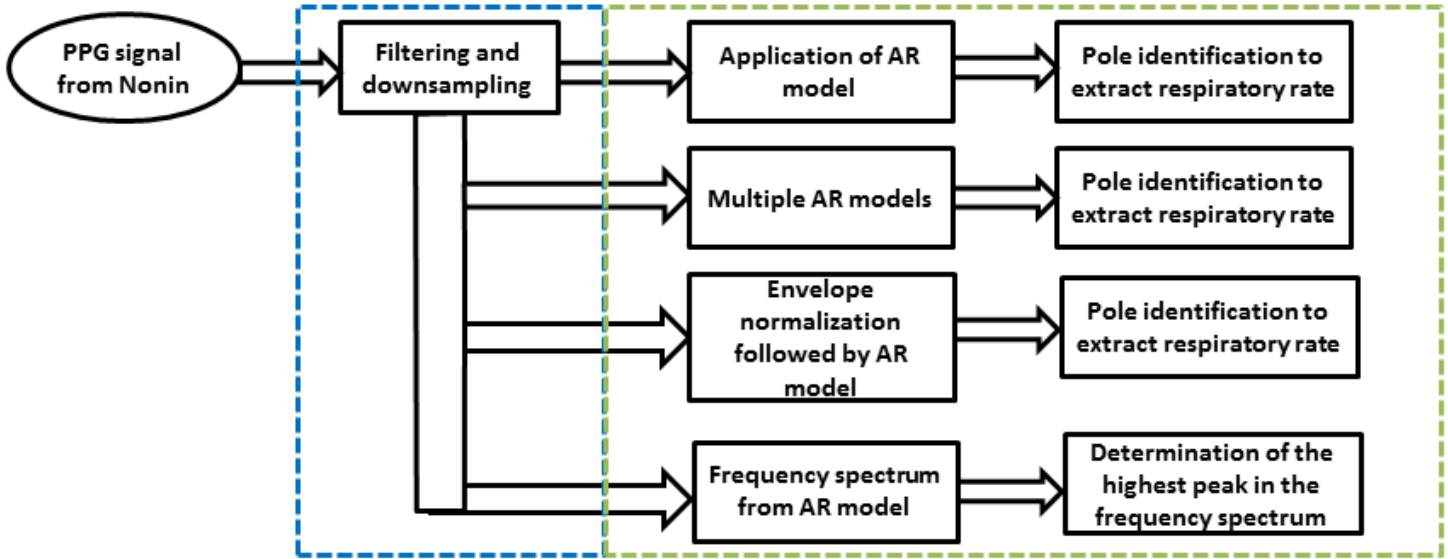 PPG signal
from Nonin
Filtering and
downsampling
Application of AR
model
Pole identification to
extract respiratory rate
Multiple AR models
Pole identification to
extract respiratory rate
Envelope
normalization
followed by AR
model
Pole identification to
extract respiratory rate
Frequency spectrum
from AR model
Determination of the
highest peak in the
frequency spectrum